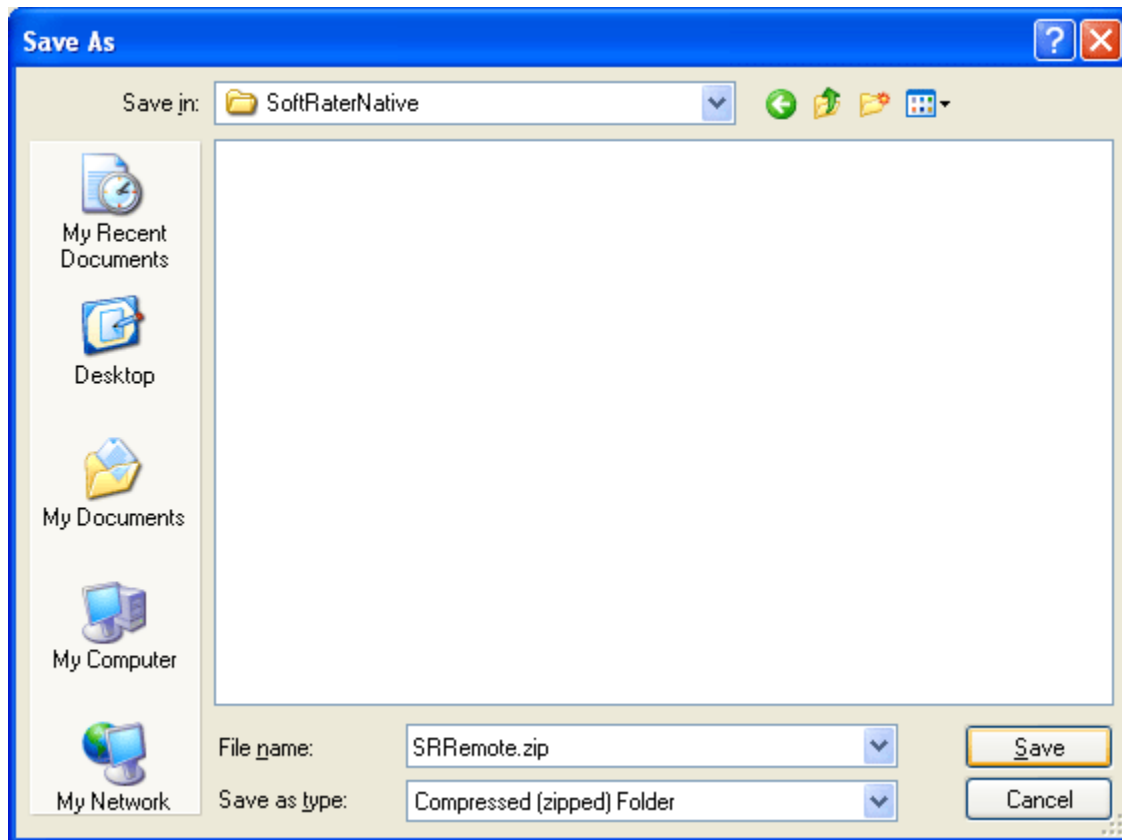 Save As
Save in:
SoftRaterNative
My Recent
Documents
Desktop
My Documents
My Computer
My Network
File name:
SRRemote.zip
Save
Save as type:
Compressed (zipped) Folder
Cancel